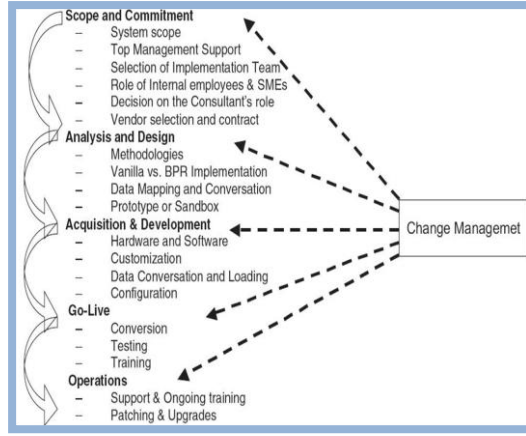 Scope and Commitment
– System scope
– Top Management Support
– Selection of Implementation Team
– Role of Internal employees & SMEs
– Decision on the Consultant's role
– Vendor selection and contract
Analysis and Design
– Methodologies
– Vanilla vs. BPR Implementation
– Data Mapping and Conversation
– Prototype or Sandbox
Acquisition & Development
– Hardware and Software
– Customization
– Data Conversation and Loading
– Configuration
Go-Live
– Conversion
– Testing
– Training
Operations
– Support & Ongoing training
– Patching & Upgrades
Change Managemet